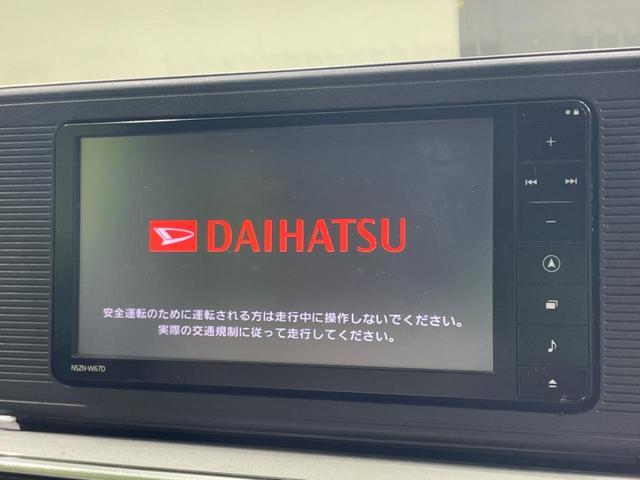 DAIHATSU
安全運転のために運転される方は走行中に操作しないでください。
実際の交通規制に従って走行してください。
NSZN-W67D